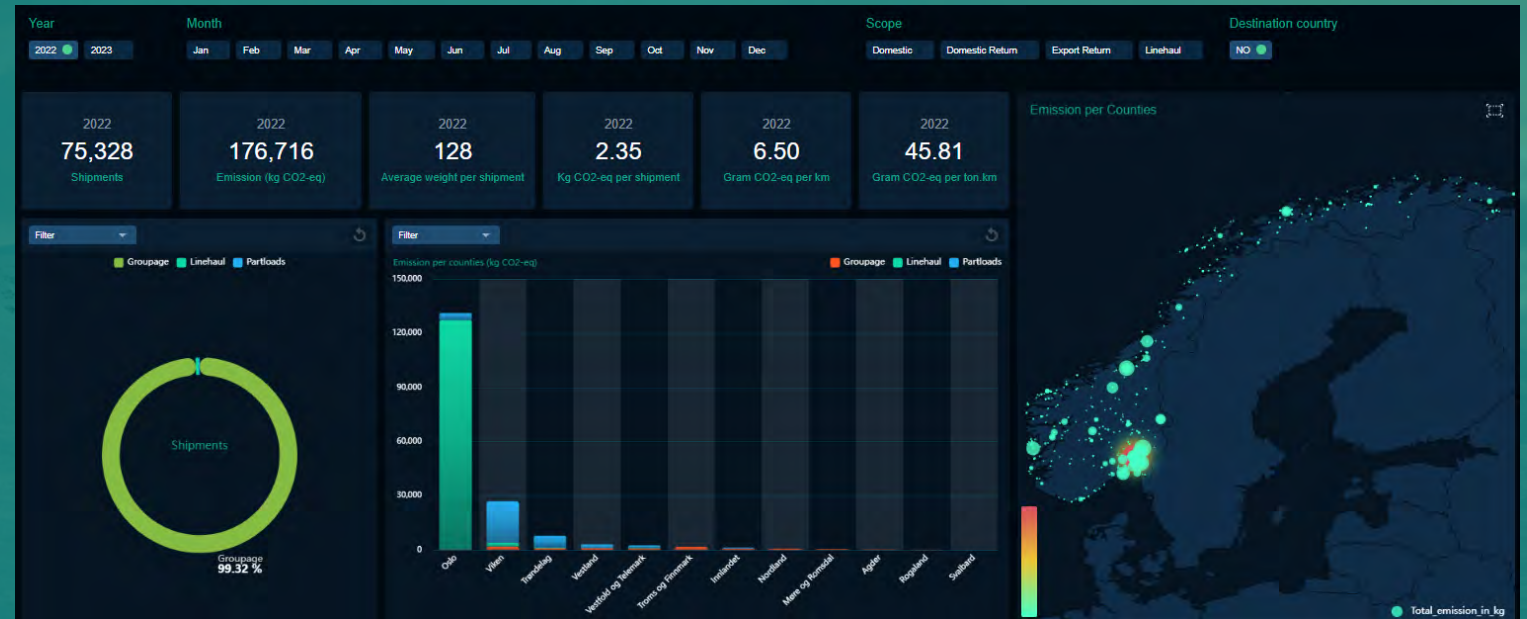 Year
Month
Scope
Destination country
2022
2023
Jan
Feb
Mar
Apr
May
Jun
Jul
Aug
Sep
Oct
Nov
Dec
Domestic
Domestic Return
Export Return
Linehaul
NO
2022
75,328
Shipments
2022
176,716
Emission (kg CO2-eq)
2022
128
Average weight per shipment
2022
2.35
Kg CO2-eq per shipment
2022
6.50
Gram CO2-eq per km
2022
45.81
Gram CO2-eq per ton.km
Emission per Counties
Filter
Groupage
Linehaul
Partloads
Shipments
Groupage
99.32 %
Filter
Emission per counties (kg CO2-eq)
Groupage
Linehaul
Partloads
150,000
120,000
90,000
60,000
30,000
0
Oslo
Viken
Trøndelag
Vestland
Vestfold og Telemark
Troms og Finnmark
Innlandet
Nordland
Møre og Romsdal
Agder
Rogaland
Svalbard
Total_emission_in_kg